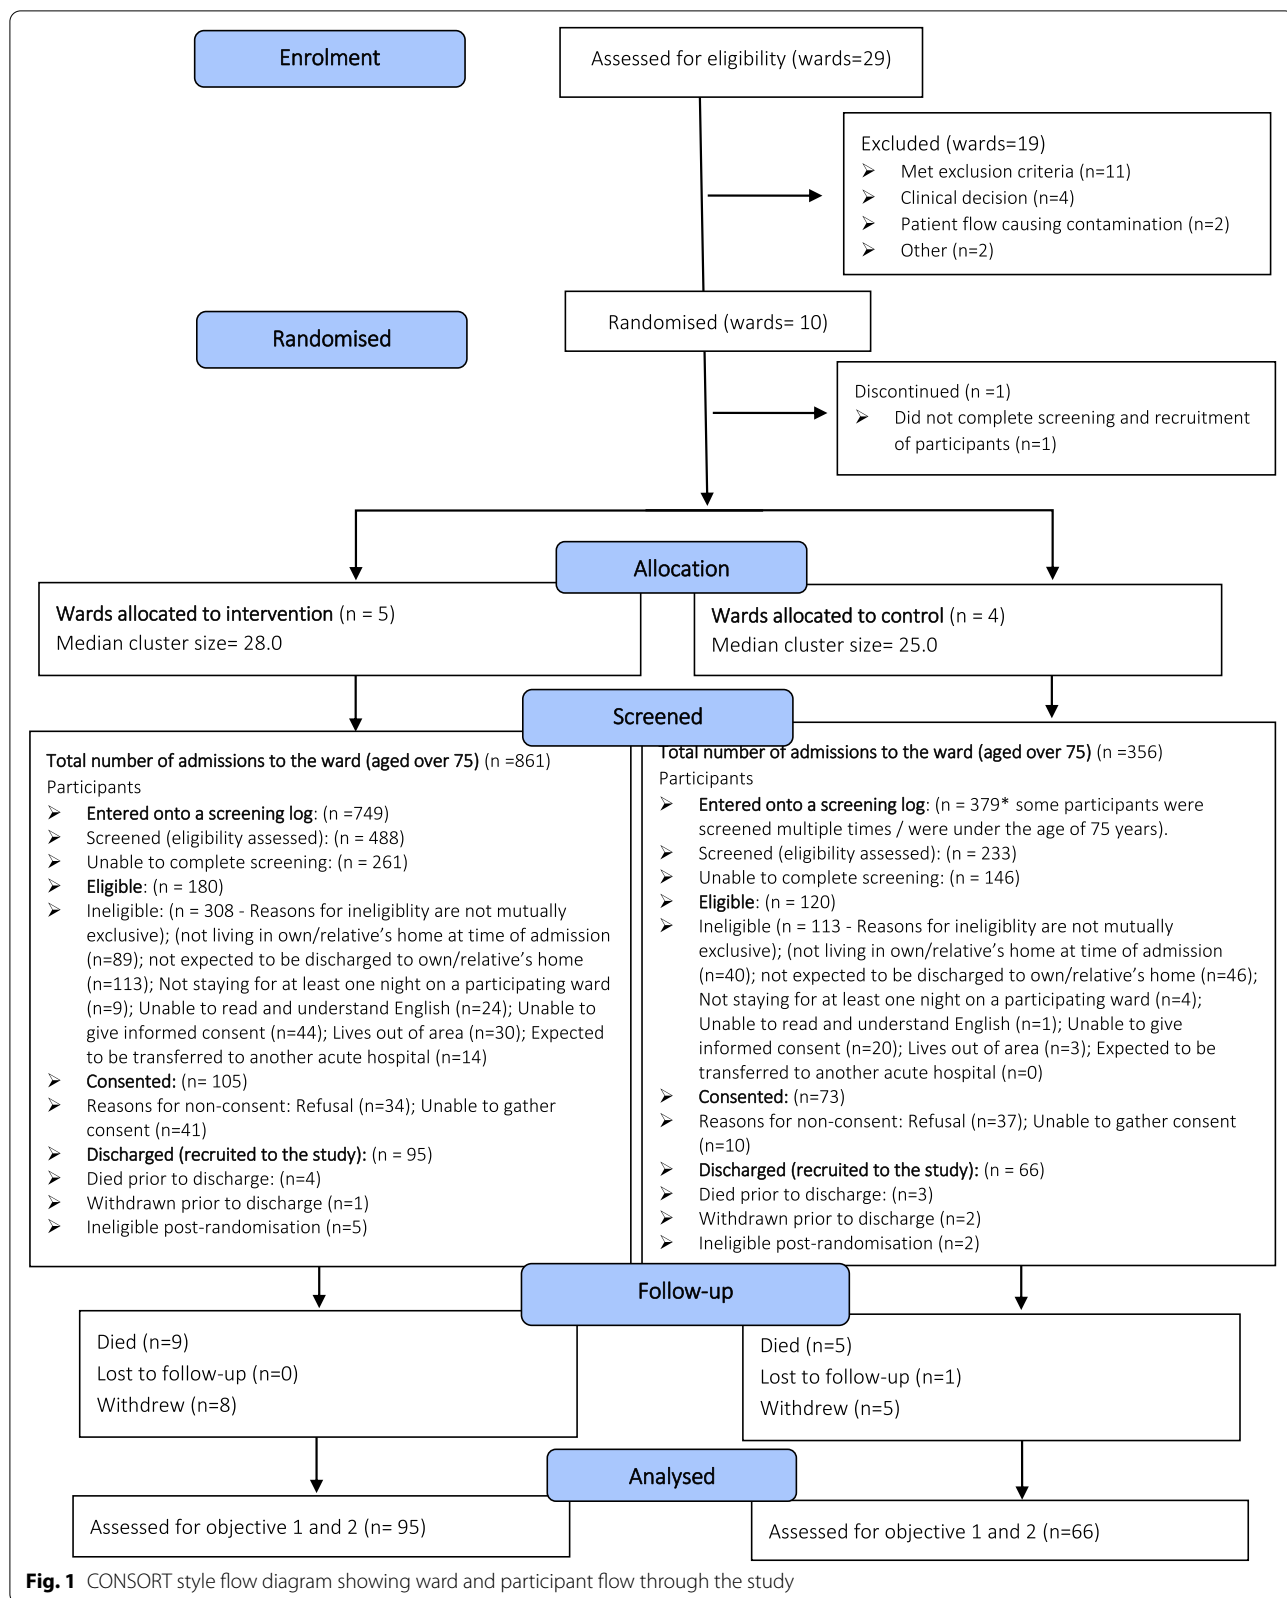 Enrolment
Assessed for eligibility (wards=29)
Excluded (wards=19)
➢ Met exclusion criteria (n=11)
➢ Clinical decision (n=4)
➢ Patient flow causing contamination (n=2)
➢ Other (n=2)
Randomised
Randomised (wards= 10)
Discontinued (n =1)
➢ Did not complete screening and recruitment
of participants (n=1)
Allocation
Wards allocated to intervention (n = 5)
Median cluster size= 28.0
Wards allocated to control (n = 4)
Median cluster size= 25.0
Screened
Total number of admissions to the ward (aged over 75) (n =861)
Participants
➢ Entered onto a screening log: (n =749)
➢ Screened (eligibility assessed): (n = 488)
➢ Unable to complete screening: (n = 261)
➢ Eligible: (n = 180)
➢ Ineligible: (n = 308 - Reasons for ineligiblity are not mutually
exclusive); (not living in own/relative's home at time of admission
(n=89); not expected to be discharged to own/relative's home
(n=113); Not staying for at least one night on a participating ward
(n=9); Unable to read and understand English (n=24); Unable to
give informed consent (n=44); Lives out of area (n=30); Expected
to be transferred to another acute hospital (n=14)
➢ Consented: (n= 105)
➢ Reasons for non-consent: Refusal (n=34); Unable to gather
consent (n=41)
➢ Discharged (recruited to the study): (n = 95)
➢ Died prior to discharge: (n=4)
➢ Withdrawn prior to discharge (n=1)
➢ Ineligible post-randomisation (n=5)
Total number of admissions to the ward (aged over 75) (n =356)
Participants
➢ Entered onto a screening log: (n = 379* some participants were
screened multiple times / were under the age of 75 years).
➢ Screened (eligibility assessed): (n = 233)
➢ Unable to complete screening: (n = 146)
➢ Eligible: (n = 120)
➢ Ineligible (n = 113 - Reasons for ineligiblity are not mutually
exclusive); (not living in own/relative's home at time of admission
(n=40); not expected to be discharged to own/relative's home (n=46);
Not staying for at least one night on a participating ward (n=4);
Unable to read and understand English (n=1); Unable to give
informed consent (n=20); Lives out of area (n=3); Expected to be
transferred to another acute hospital (n=0)
➢ Consented: (n=73)
➢ Reasons for non-consent: Refusal (n=37); Unable to gather consent
(n=10)
➢ Discharged (recruited to the study): (n = 66)
➢ Died prior to discharge: (n=3)
➢ Withdrawn prior to discharge (n=2)
➢ Ineligible post-randomisation (n=2)
Follow-up
Died (n=9)
Lost to follow-up (n=0)
Withdrew (n=8)
Died (n=5)
Lost to follow-up (n=1)
Withdrew (n=5)
Analysed
Assessed for objective 1 and 2 (n= 95)
Assessed for objective 1 and 2 (n=66)
Fig. 1 CONSORT style flow diagram showing ward and participant flow through the study